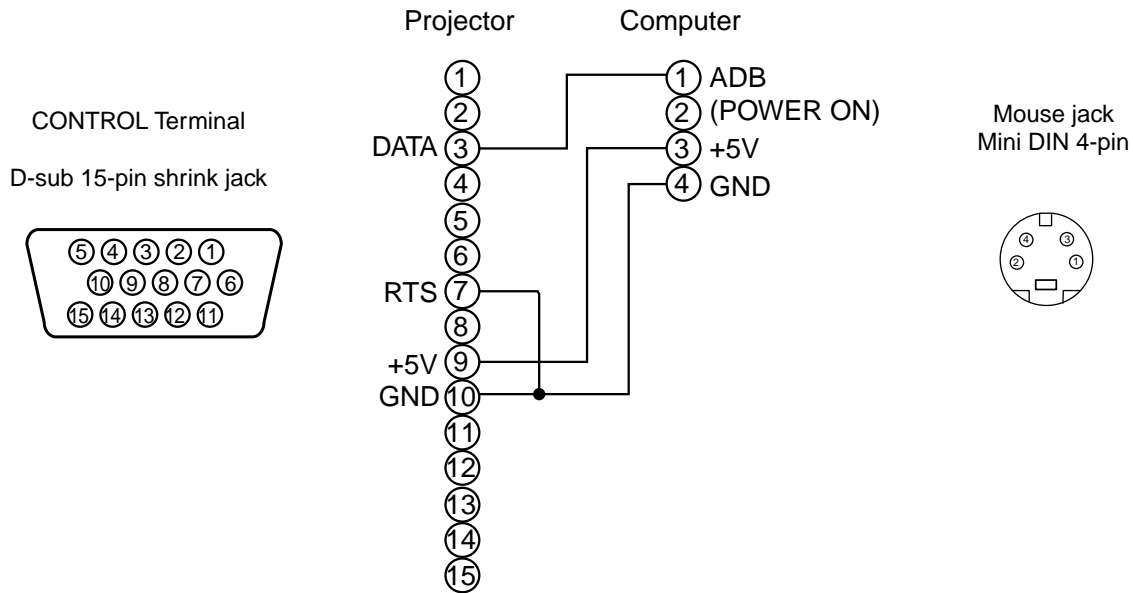 Projector
Computer
CONTROL Terminal
D-sub 15-pin shrink jack
5 4 3 2 1
10 9 8 7 6
15 14 13 12 11
1
2
DATA 3
4
5
6
RTS 7
8
+5V 9
GND 10
11
12
13
14
15
1 ADB
2 (POWER ON)
3 +5V
4 GND
Mouse jack
Mini DIN 4-pin
4 3
2 1